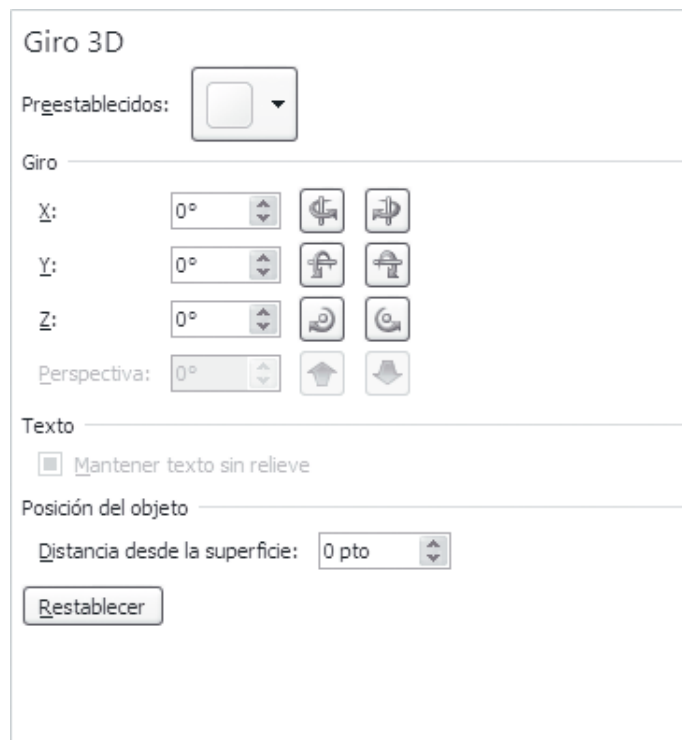 Giro 3D
Preestablecidos:
Giro
X: 0°
Y: 0°
Z: 0°
Perspectiva: 0°
Texto
Mantener texto sin relieve
Posición del objeto
Distancia desde la superficie: 0 pto
Restablecer